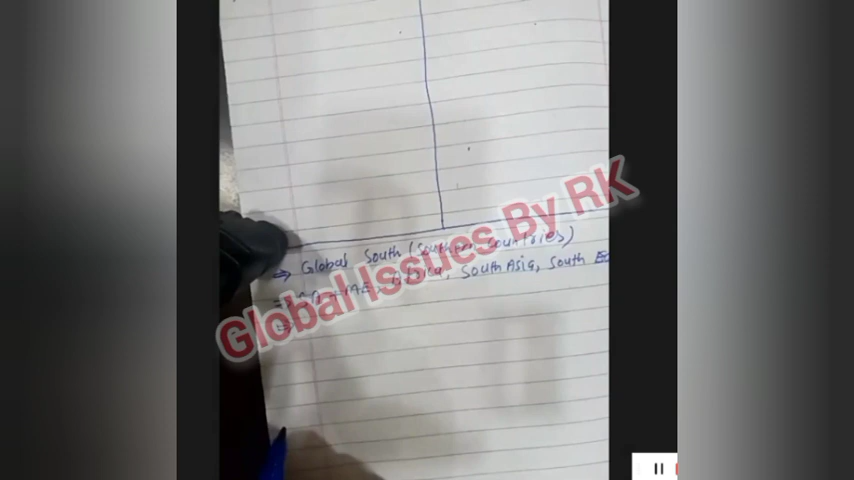 Global Issues By RK
⇒ Global South (Southern Countries)
Africa, South Asia, South